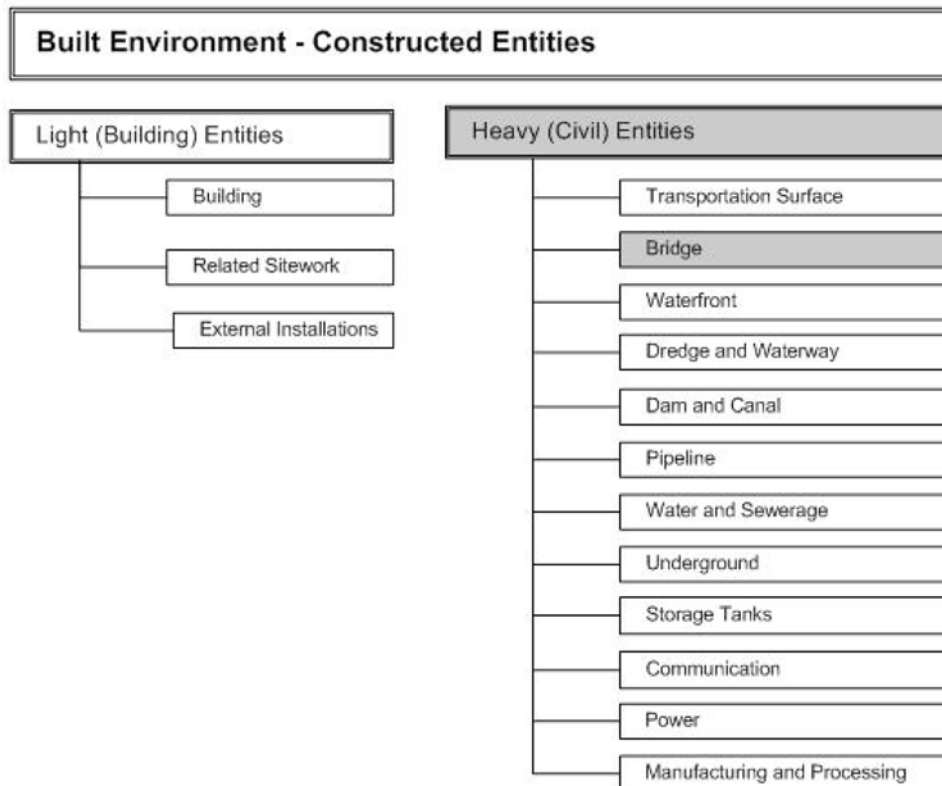 Built Environment - Constructed Entities
Light (Building) Entities
Building
Related Sitework
External Installations
Heavy (Civil) Entities
Transportation Surface
Bridge
Waterfront
Dredge and Waterway
Dam and Canal
Pipeline
Water and Sewerage
Underground
Storage Tanks
Communication
Power
Manufacturing and Processing